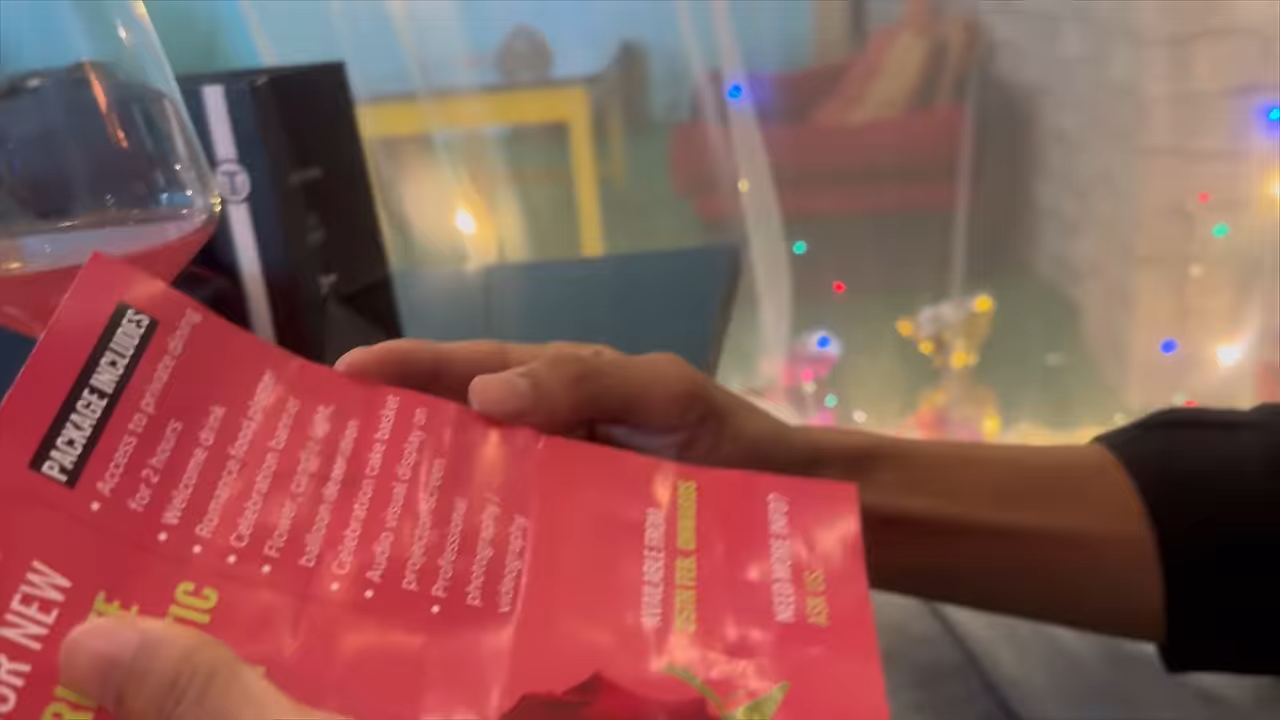 PACKAGE INCLUDES
• Access to private dining
for 2 hours
• Welcome drink
• Romance food platter
• Celebration banner
• Flower, candle light
balloon decoration
• Celebration cake basket
• Audio visual display on
projector screen
• Professional
photography /
videography
AVAILABLE FROM
NEED MORE INFO?
ASK US
OR NEW
TIC
T